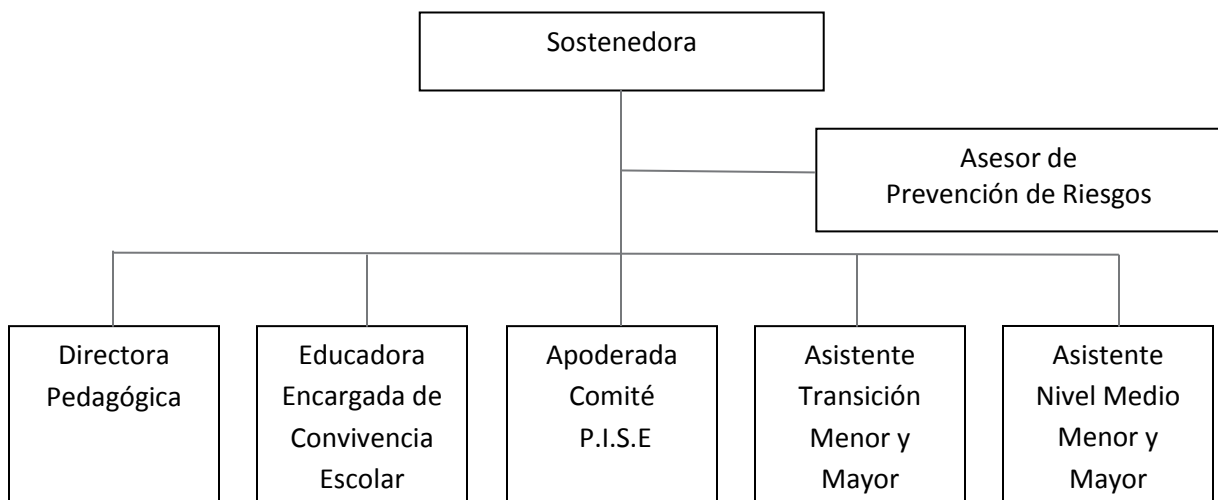 Sostenedora
Asesor de
Prevención de Riesgos
Directora
Pedagógica
Educadora
Encargada de
Convivencia
Escolar
Apoderada
Comité
P.I.S.E
Asistente
Transición
Menor y
Mayor
Asistente
Nivel Medio
Menor y
Mayor